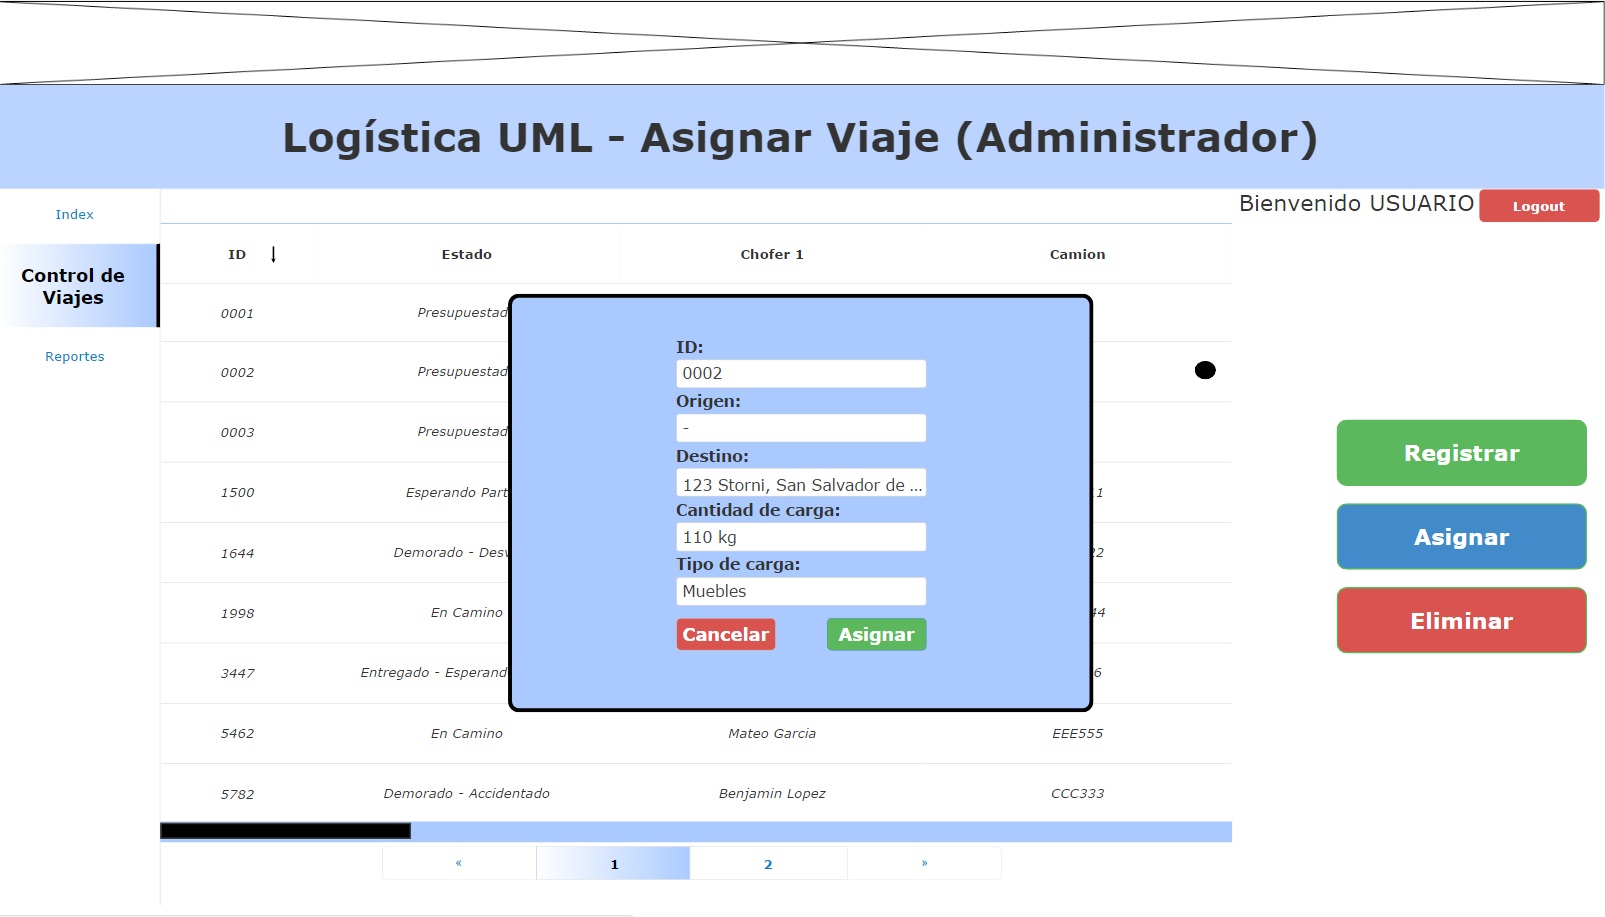 Logística UML - Asignar Viaje (Administrador)
Bienvenido USUARIO Logout
Index
Control de
Viajes
Reportes
ID ↓ Estado Chofer 1 Camion
0001 Presupuestad
0002 Presupuestad
0003 Presupuestad
1500 Esperando Part 1
1644 Demorado - Desv 22
1998 En Camino 44
3447 Entregado - Esperand 6
5462 En Camino Mateo Garcia EEE555
5782 Demorado - Accidentado Benjamin Lopez CCC333
« 1 2 »
ID:
0002
Origen:
-
Destino:
123 Storni, San Salvador de ...
Cantidad de carga:
110 kg
Tipo de carga:
Muebles
Cancelar Asignar
Registrar
Asignar
Eliminar